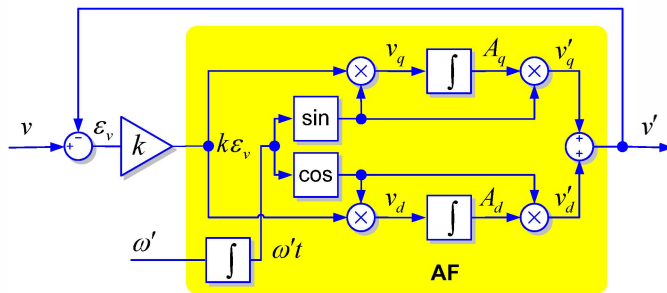 v_q
∫
A_q
v′_q
v
−
+
ε_v
k
kε_v
sin
cos
+
+
v′
v_d
∫
A_d
v′_d
ω′
∫
ω′t
AF